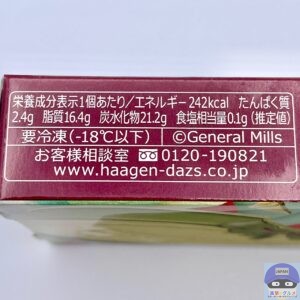 栄養成分表示1個あたり/エネルギー242kcal たんぱく質
2.4g 脂質16.4g 炭水化物21.2g 食塩相当量0.1g (推定値)
要冷凍(-18℃以下) ©General Mills
お客様相談室 0120-190821
www.haagen-dazs.co.jp